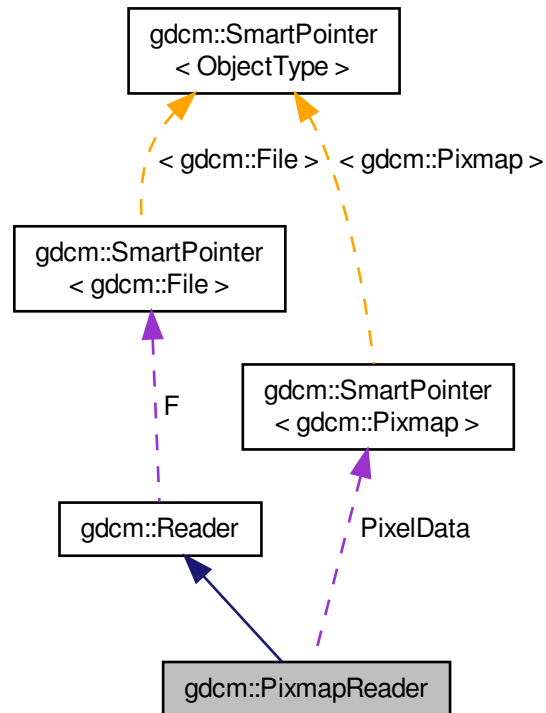 gdcm::SmartPointer
< ObjectType >
< gdcm::File >
< gdcm::Pixmap >
gdcm::SmartPointer
< gdcm::File >
gdcm::SmartPointer
< gdcm::Pixmap >
F
gdcm::Reader
PixelData
gdcm::PixmapReader